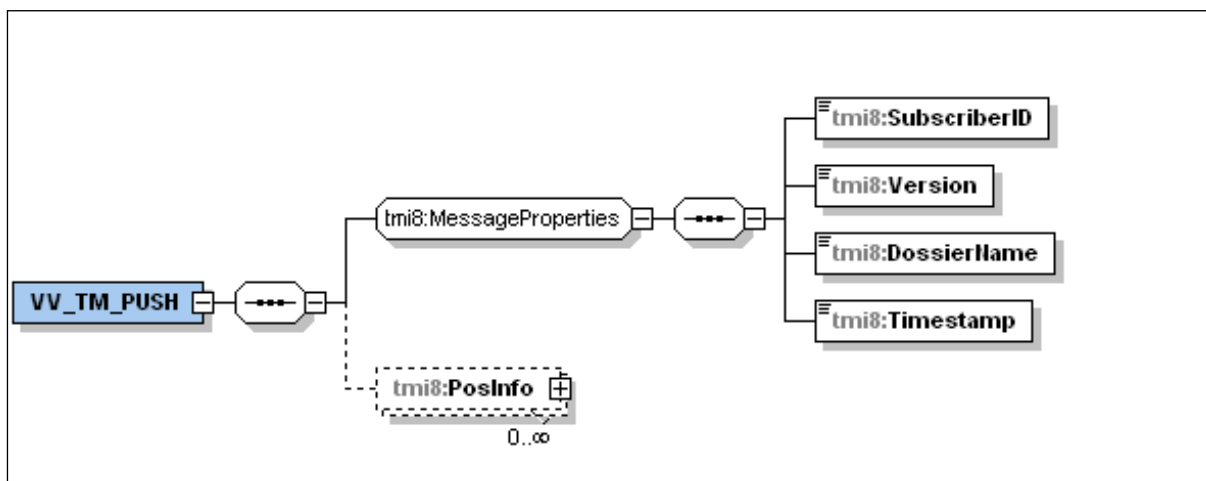 tmi8:SubscriberID
tmi8:Version
tmi8:MessageProperties
tmi8:DossierName
VV_TM_PUSH
tmi8:Timestamp
tmi8:PosInfo
0..∞